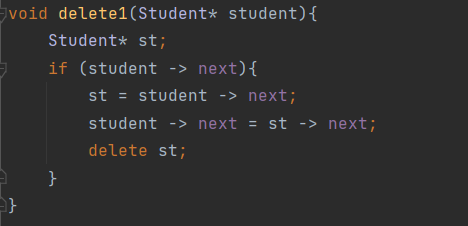 void delete1(Student* student){
    Student* st;
    if (student -> next){
        st = student -> next;
        student -> next = st -> next;
        delete st;
    }
}